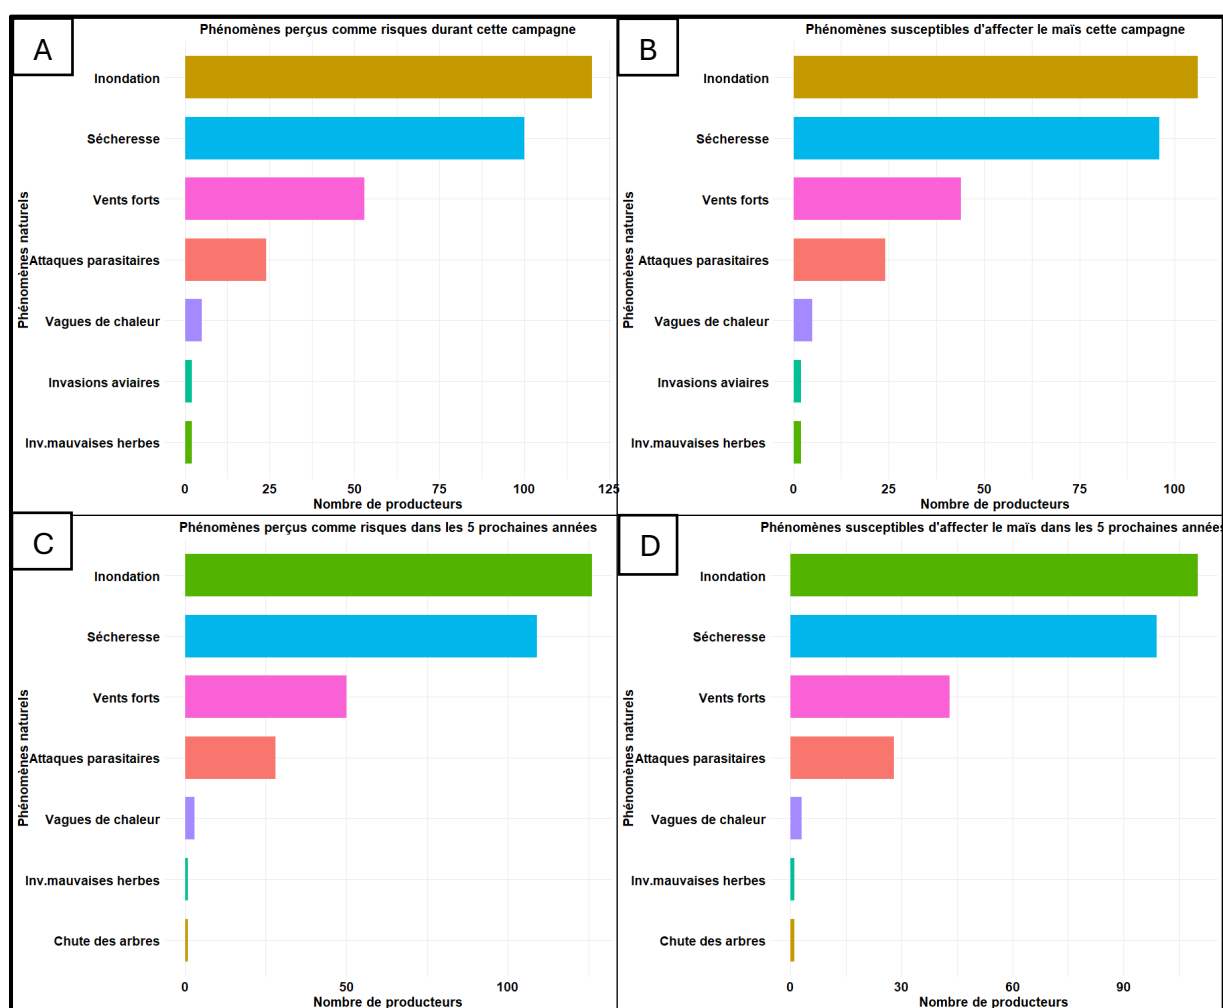 A
Phénomènes perçus comme risques durant cette campagne
Phénomènes naturels
Inondation
Sécheresse
Vents forts
Attaques parasitaires
Vagues de chaleur
Invasions aviaires
Inv.mauvaises herbes
0 25 50 75 100 125
Nombre de producteurs
B
Phénomènes susceptibles d'affecter le maïs cette campagne
Phénomènes naturels
Inondation
Sécheresse
Vents forts
Attaques parasitaires
Vagues de chaleur
Invasions aviaires
Inv.mauvaises herbes
0 25 50 75 100
Nombre de producteurs
C
Phénomènes perçus comme risques dans les 5 prochaines années
Phénomènes naturels
Inondation
Sécheresse
Vents forts
Attaques parasitaires
Vagues de chaleur
Inv.mauvaises herbes
Chute des arbres
0 50 100
Nombre de producteurs
D
Phénomènes susceptibles d'affecter le maïs dans les 5 prochaines années
Phénomènes naturels
Inondation
Sécheresse
Vents forts
Attaques parasitaires
Vagues de chaleur
Inv.mauvaises herbes
Chute des arbres
0 30 60 90
Nombre de producteurs